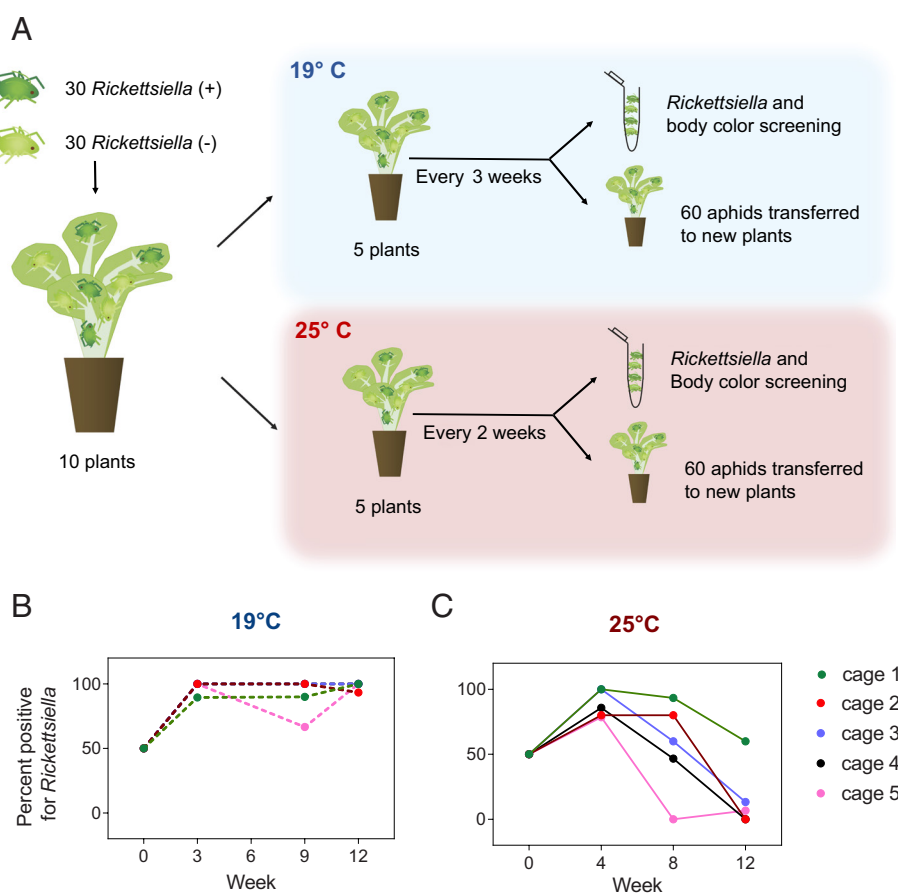 A
30 Rickettsiella (+)
30 Rickettsiella (-)
10 plants
19° C
5 plants
Every 3 weeks
Rickettsiella and
body color screening
60 aphids transferred
to new plants
25° C
5 plants
Every 2 weeks
Rickettsiella and
Body color screening
60 aphids transferred
to new plants
B
19°C
Percent positive
for Rickettsiella
100
50
0
0 3 6 9 12
Week
C
25°C
100
50
0
0 4 8 12
Week
cage 1
cage 2
cage 3
cage 4
cage 5